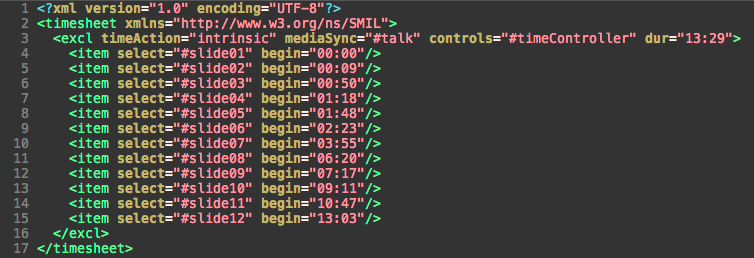 1 <?xml version="1.0" encoding="UTF-8"?>
2 <timesheet xmlns="http://www.w3.org/ns/SMIL">
3   <excl timeAction="intrinsic" mediaSync="#talk" controls="#timeController" dur="13:29">
4     <item select="#slide01" begin="00:00"/>
5     <item select="#slide02" begin="00:09"/>
6     <item select="#slide03" begin="00:50"/>
7     <item select="#slide04" begin="01:18"/>
8     <item select="#slide05" begin="01:48"/>
9     <item select="#slide06" begin="02:23"/>
10     <item select="#slide07" begin="03:55"/>
11     <item select="#slide08" begin="06:20"/>
12     <item select="#slide09" begin="07:17"/>
13     <item select="#slide10" begin="09:11"/>
14     <item select="#slide11" begin="10:47"/>
15     <item select="#slide12" begin="13:03"/>
16   </excl>
17 </timesheet>